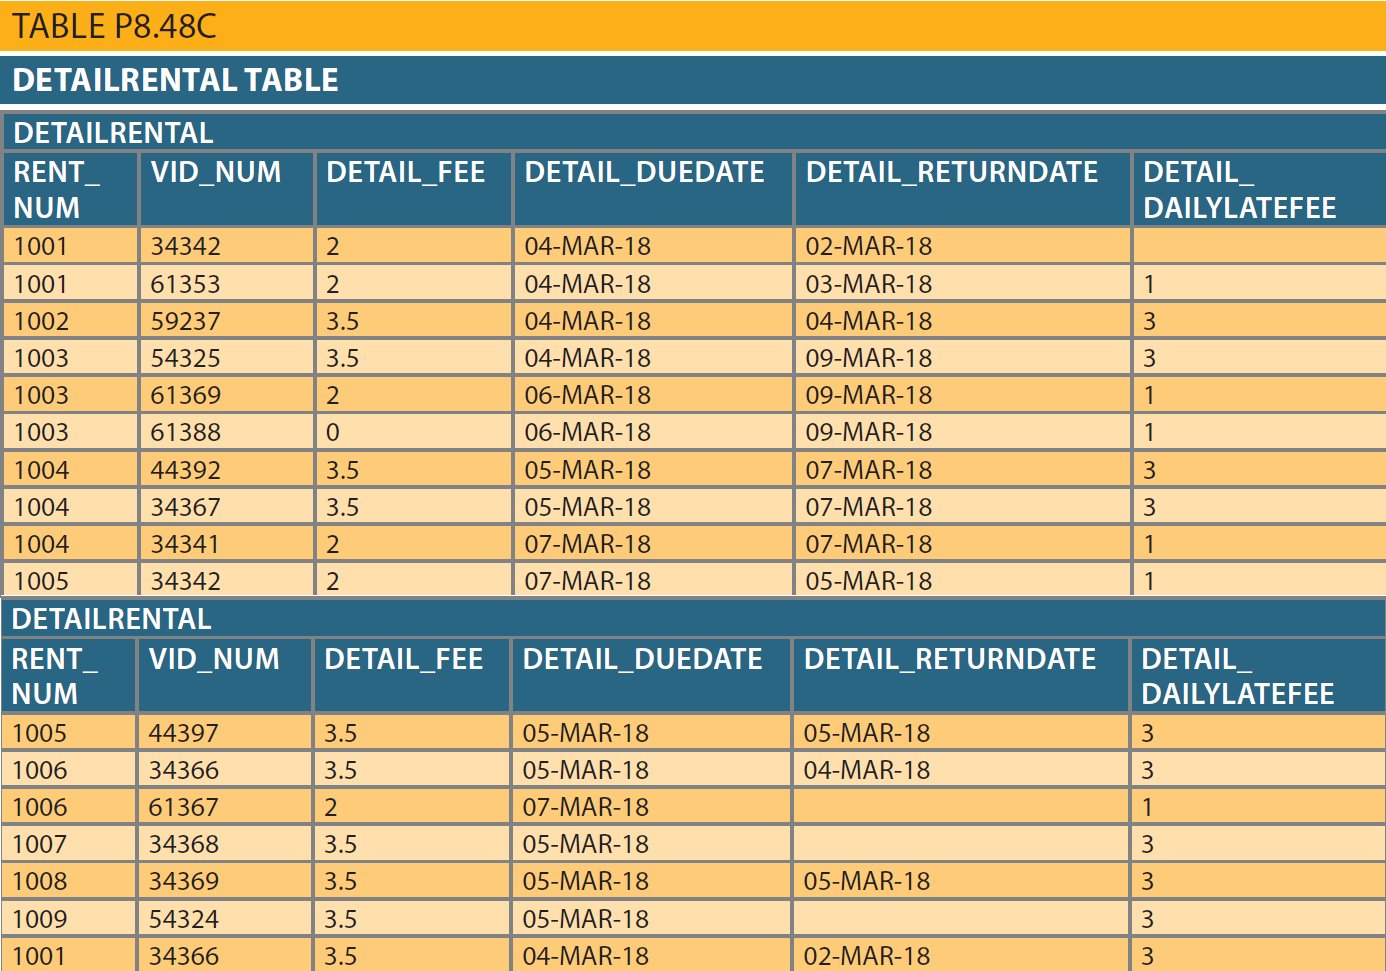 TABLE P8.48C
DETAILRENTAL TABLE
DETAILRENTAL
RENT_ VID_NUM DETAIL_FEE DETAIL_DUEDATE DETAIL_RETURNDATE DETAIL_
NUM DAILYLATEFEE
1001 34342 2 04-MAR-18 02-MAR-18
1001 61353 2 04-MAR-18 03-MAR-18 1
1002 59237 3.5 04-MAR-18 04-MAR-18 3
1003 54325 3.5 04-MAR-18 09-MAR-18 3
1003 61369 2 06-MAR-18 09-MAR-18 1
1003 61388 0 06-MAR-18 09-MAR-18 1
1004 44392 3.5 05-MAR-18 07-MAR-18 3
1004 34367 3.5 05-MAR-18 07-MAR-18 3
1004 34341 2 07-MAR-18 07-MAR-18 1
1005 34342 2 07-MAR-18 05-MAR-18 1
DETAILRENTAL
RENT_ VID_NUM DETAIL_FEE DETAIL_DUEDATE DETAIL_RETURNDATE DETAIL_
NUM DAILYLATEFEE
1005 44397 3.5 05-MAR-18 05-MAR-18 3
1006 34366 3.5 05-MAR-18 04-MAR-18 3
1006 61367 2 07-MAR-18 1
1007 34368 3.5 05-MAR-18 3
1008 34369 3.5 05-MAR-18 05-MAR-18 3
1009 54324 3.5 05-MAR-18 3
1001 34366 3.5 04-MAR-18 02-MAR-18 3